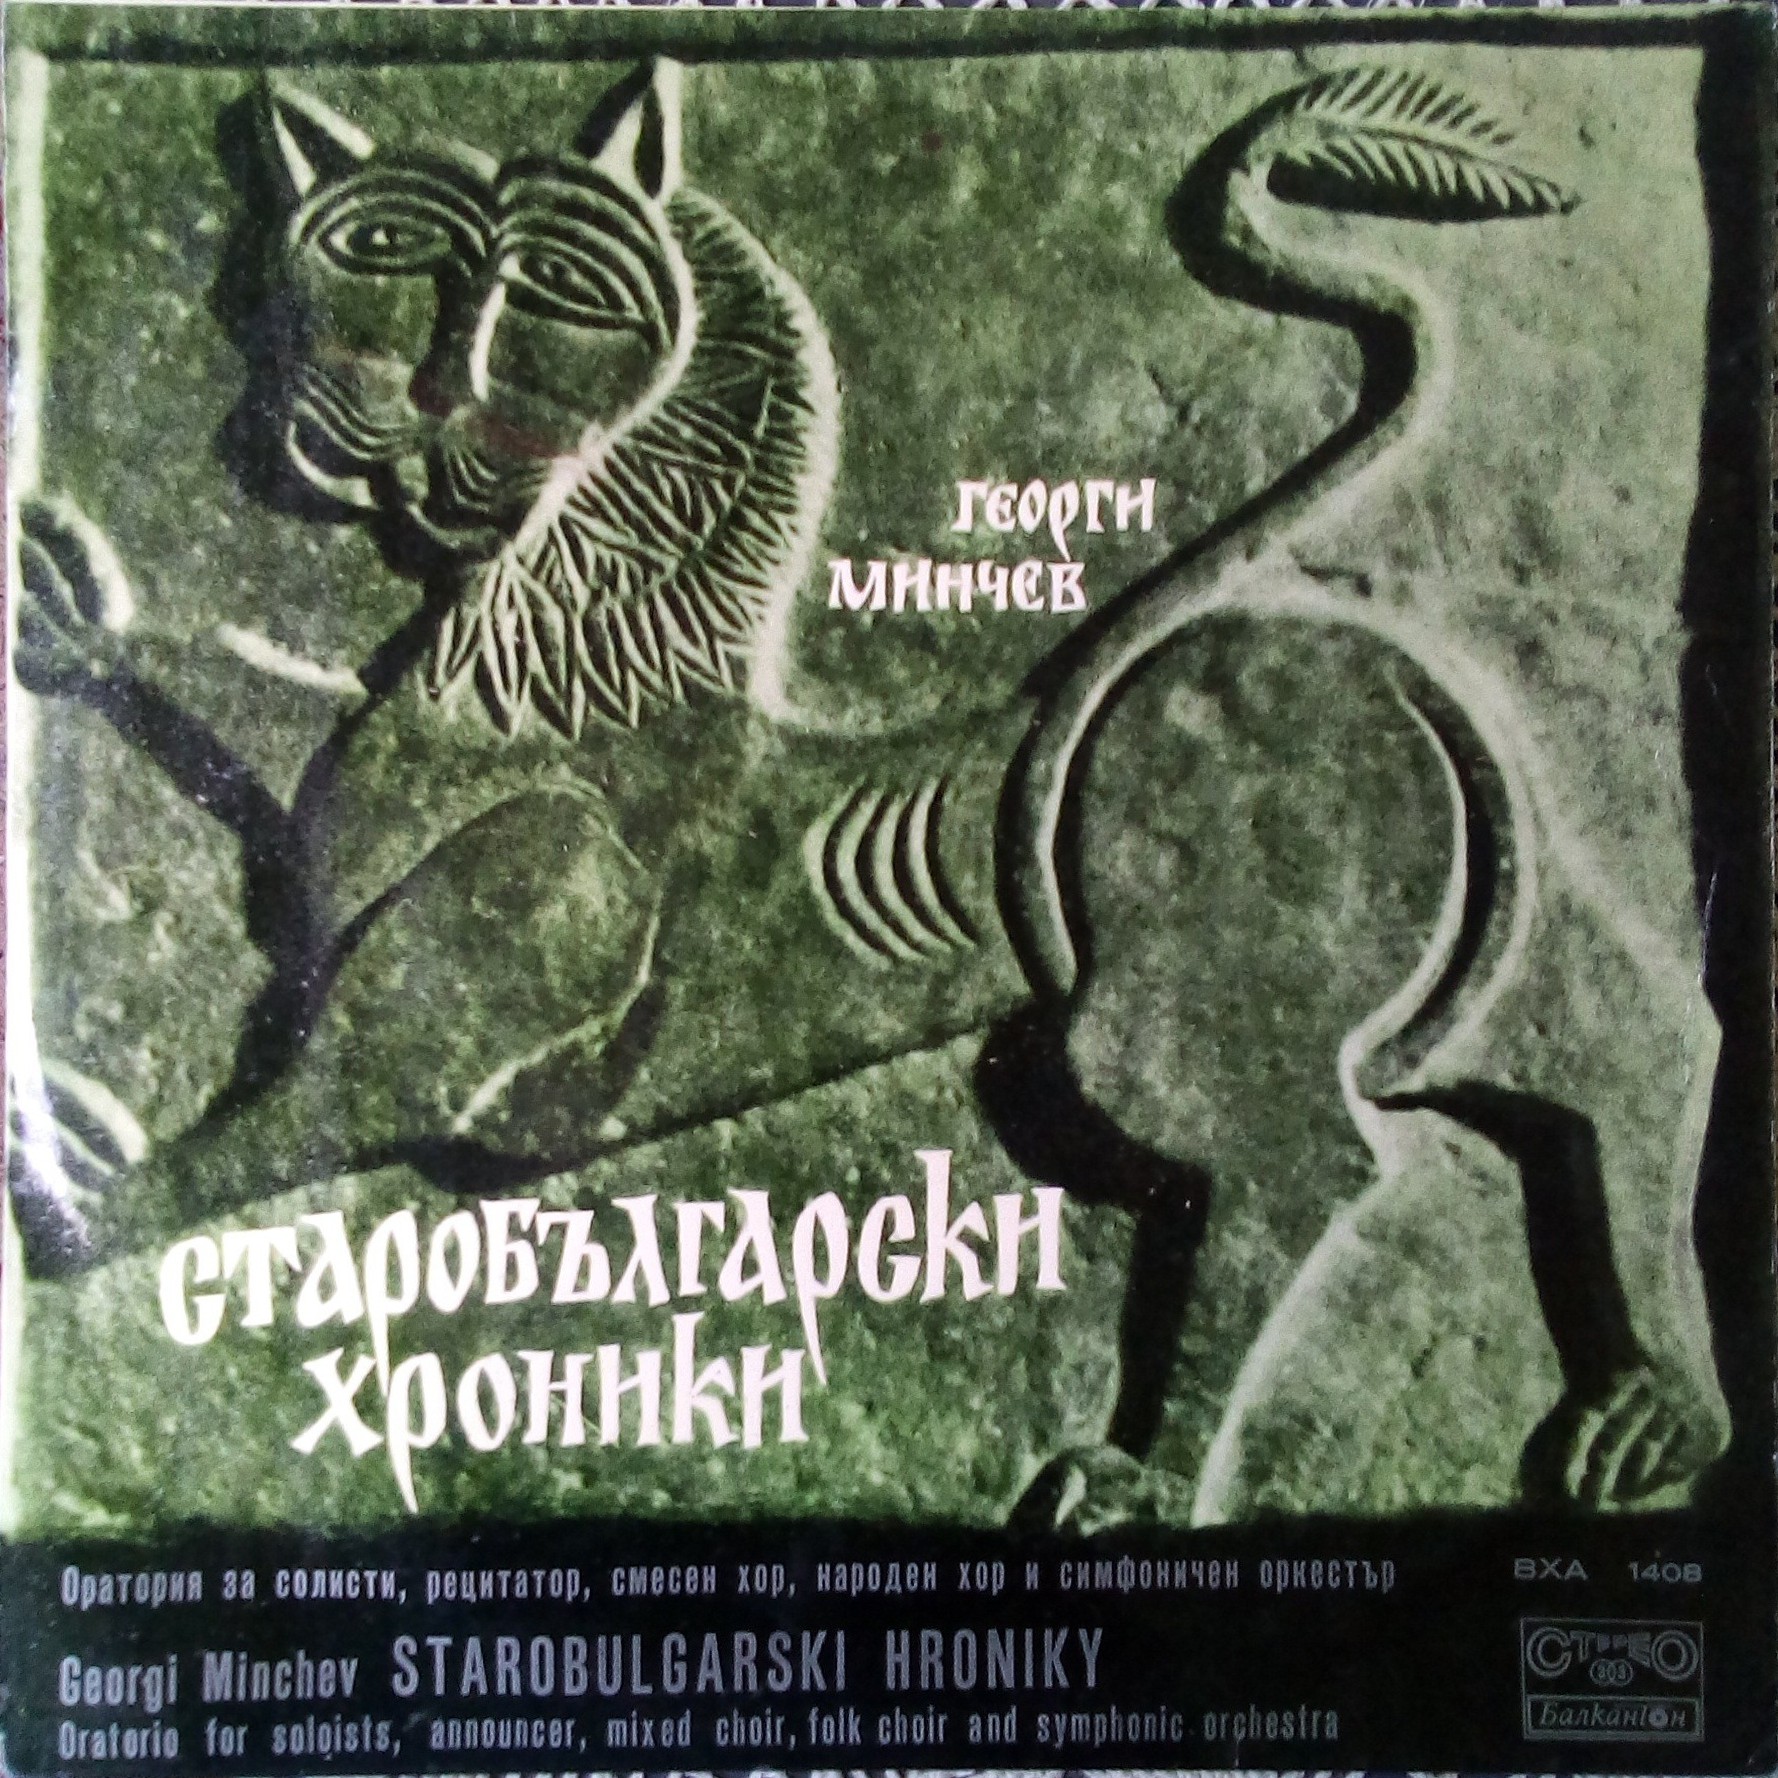 ГЕОРГИ
МИНЧЕВ
СТАРОБЪЛГАРСКИ
ХРОНИКИ
Оратория за солисти, рецитатор, смесен хор, народен хор и симфоничен оркестър
ВХА 1408
Georgi Minchev STAROBULGARSKI HRONIKY
Oratorio for soloists, announcer, mixed choir, folk choir and symphonic orchestra
СТЕРЕО
303
Балкантон